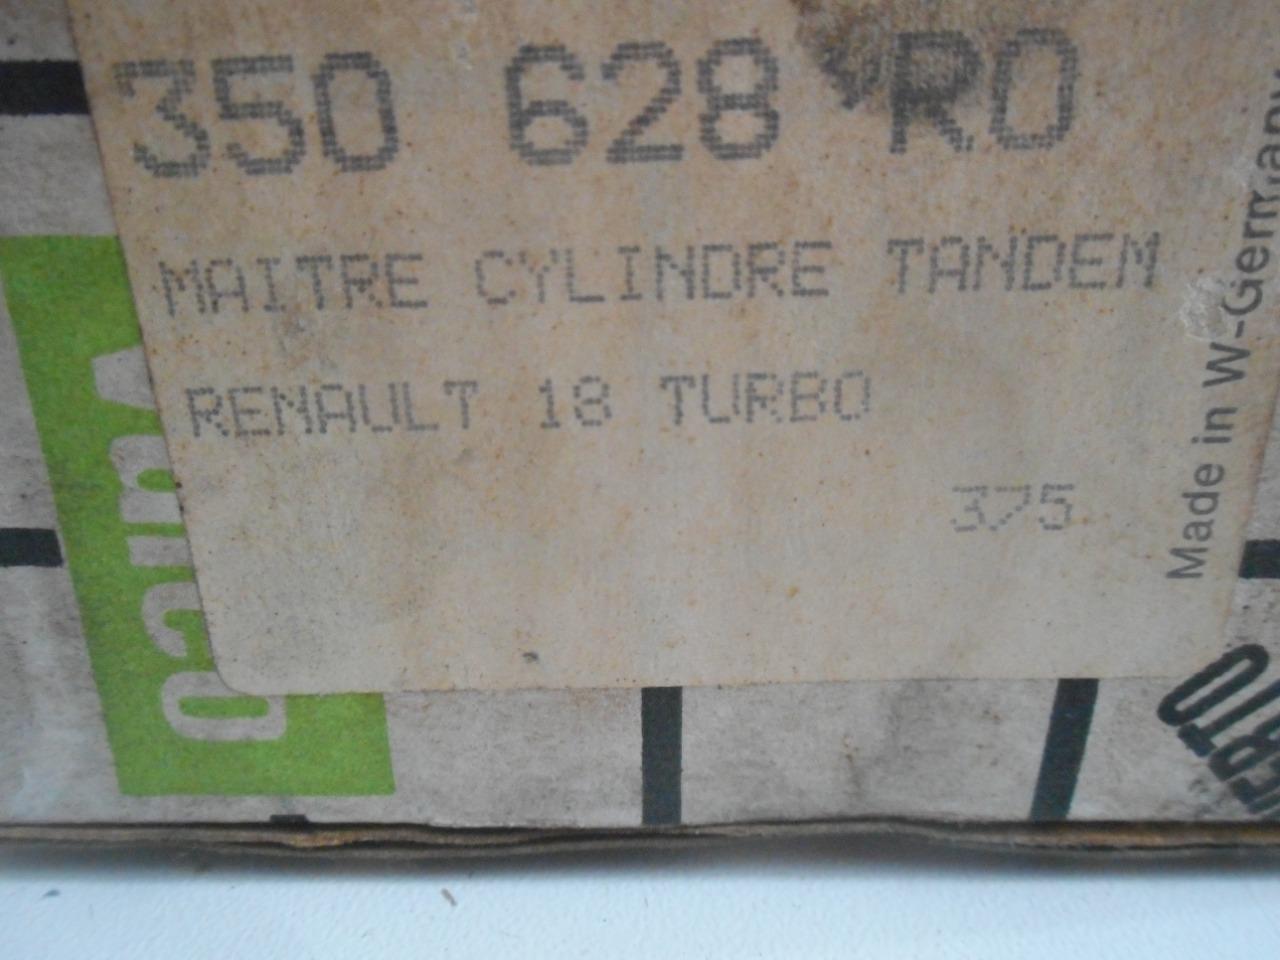 350 628 RO
MAITRE CYLINDRE TANDEM
RENAULT 18 TURBO
375
Made in W-Germany